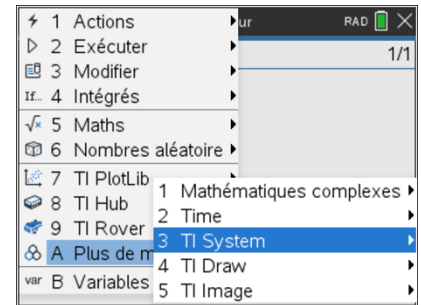 1 Actions
ur RAD
2 Exécuter
1/1
3 Modifier
If... 4 Intégrés
5 Maths
6 Nombres aléatoire
7 TI PlotLib
8 TI Hub
9 TI Rover
A Plus de m
var B Variables
1 Mathématiques complexes
2 Time
3 TI System
4 TI Draw
5 TI Image